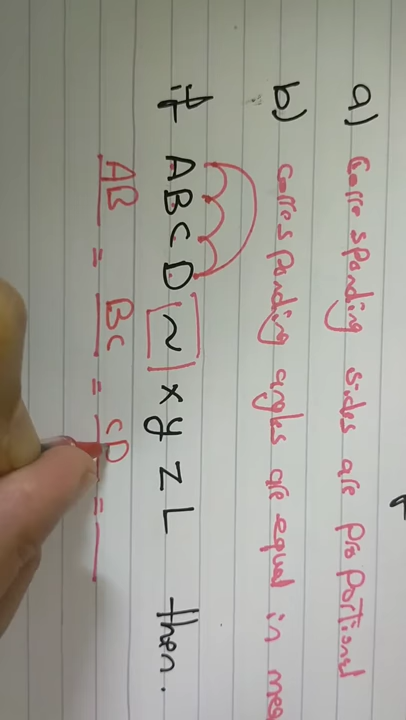 a) Corresponding sides are proportional
b) corresponding angles are equal in mea
if ABCD ~ xyzL then.
AB = BC = CD =